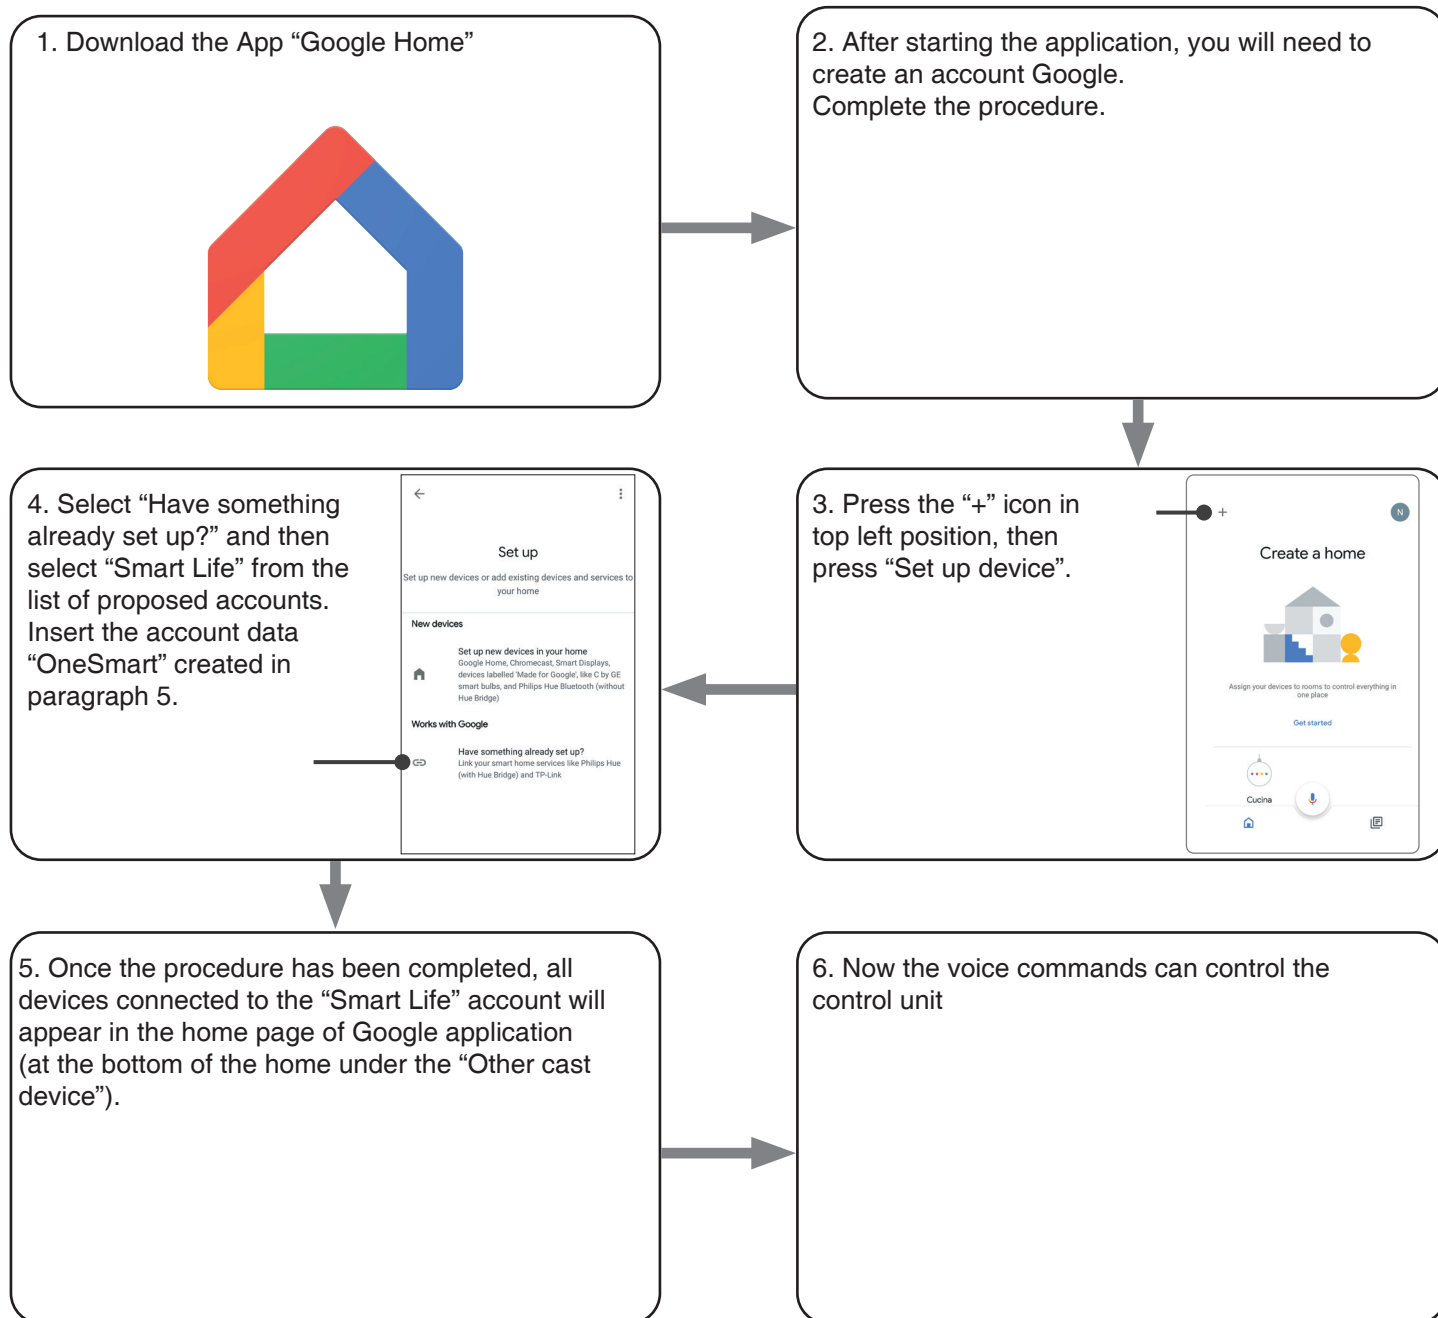 1. Download the App “Google Home”
2. After starting the application, you will need to
create an account Google.
Complete the procedure.
3. Press the “+” icon in
top left position, then
press “Set up device”.
N
Create a home
Assign your devices to rooms to control everything in
one place
Get started
Cucina
4. Select “Have something
already set up?” and then
select “Smart Life” from the
list of proposed accounts.
Insert the account data
“OneSmart” created in
paragraph 5.
Set up
Set up new devices or add existing devices and services to
your home
New devices
Set up new devices in your home
Google Home, Chromecast, Smart Displays,
devices labelled 'Made for Google', like C by GE
smart bulbs, and Philips Hue Bluetooth (without
Hue Bridge)
Works with Google
Have something already set up?
Link your smart home services like Philips Hue
(with Hue Bridge) and TP-Link
5. Once the procedure has been completed, all
devices connected to the “Smart Life” account will
appear in the home page of Google application
(at the bottom of the home under the “Other cast
device”).
6. Now the voice commands can control the
control unit